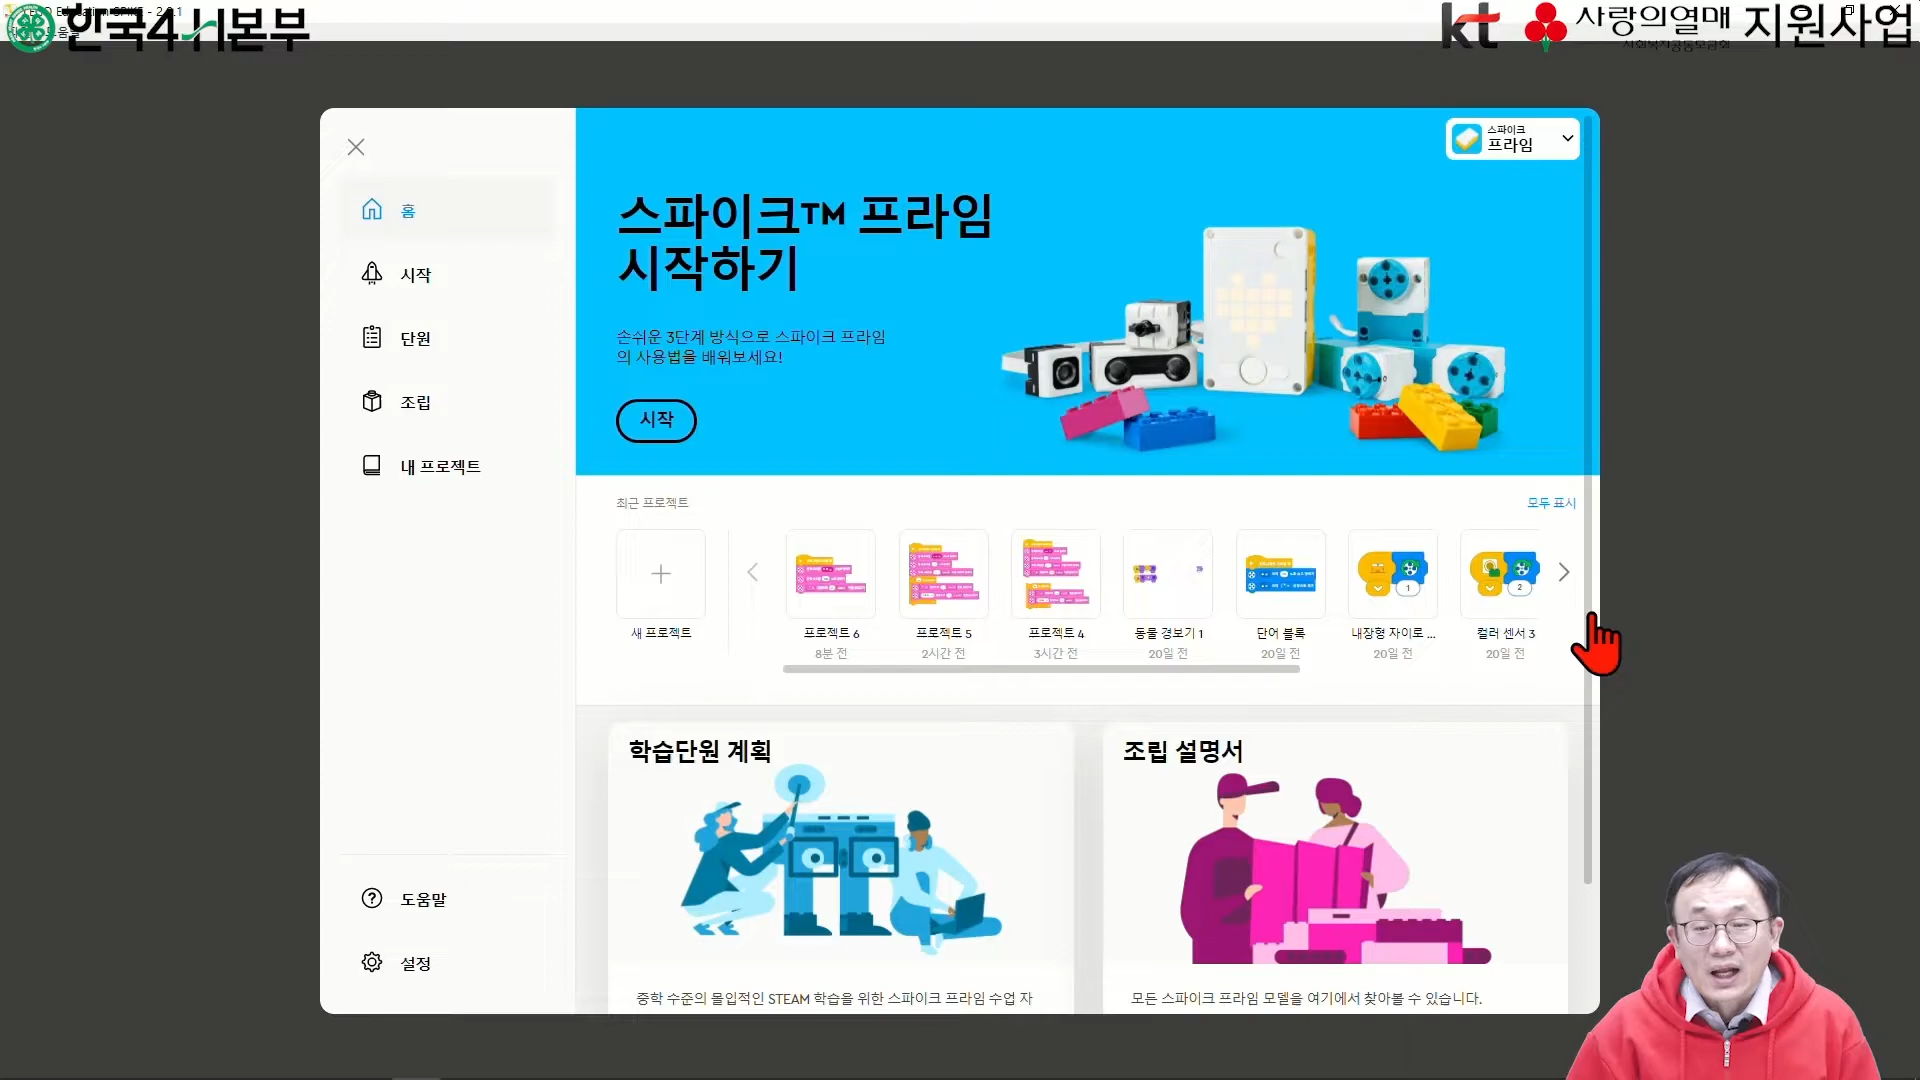 한국4-H본부
kt 사랑의열매 지원사업
사회복지공동모금회
스파이크
프라임
홈
시작
단원
조립
내 프로젝트
도움말
설정
스파이크™ 프라임
시작하기
손쉬운 3단계 방식으로 스파이크 프라임
의 사용법을 배워보세요!
시작
최근 프로젝트
모두 표시
새 프로젝트
프로젝트 6
8분 전
프로젝트 5
2시간 전
프로젝트 4
3시간 전
동물 경보기 1
20일 전
단어 블록
20일 전
내장형 자이로 ...
20일 전
컬러 센서 3
20일 전
1
2
학습단원 계획
조립 설명서
중학 수준의 몰입적인 STEAM 학습을 위한 스파이크 프라임 수업 자
모든 스파이크 프라임 모델을 여기에서 찾아볼 수 있습니다.